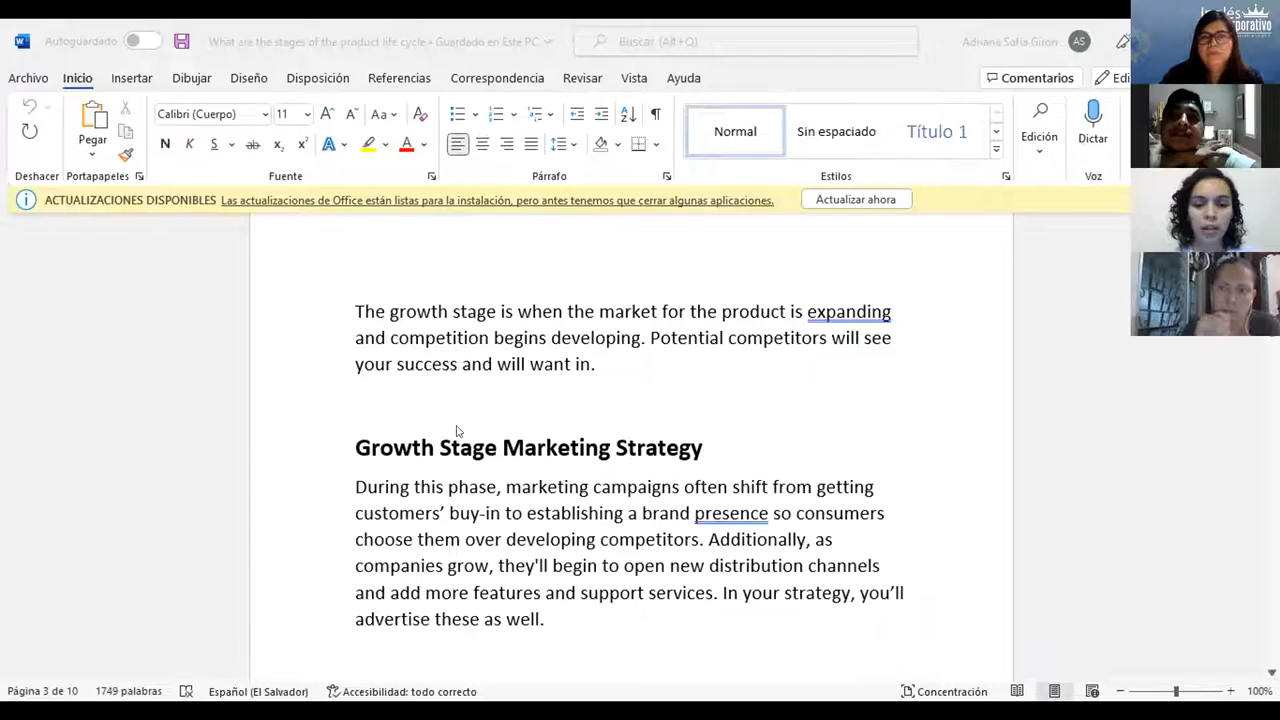 Autoguardado
What are the stages of the product life cycle - Guardado en Este PC
Buscar (Alt+Q)
Adriana Sofia Giron...
AS
Inglés
Archivo Inicio Insertar Dibujar Diseño Disposición Referencias Correspondencia Revisar Vista Ayuda Comentarios Edi
Calibri (Cuerpo) 11 Aa
Pegar
N K S ab x₂ x² A A
Normal Sin espaciado Título 1
Edición Dictar
Deshacer Portapapeles Fuente Párrafo Estilos Voz
ACTUALIZACIONES DISPONIBLES Las actualizaciones de Office están listas para la instalación, pero antes tenemos que cerrar algunas aplicaciones. Actualizar ahora
The growth stage is when the market for the product is expanding
and competition begins developing. Potential competitors will see
your success and will want in.
Growth Stage Marketing Strategy
During this phase, marketing campaigns often shift from getting
customers’ buy-in to establishing a brand presence so consumers
choose them over developing competitors. Additionally, as
companies grow, they'll begin to open new distribution channels
and add more features and support services. In your strategy, you’ll
advertise these as well.
Página 3 de 10 1749 palabras Español (El Salvador) Accesibilidad: todo correcto Concentración 100%